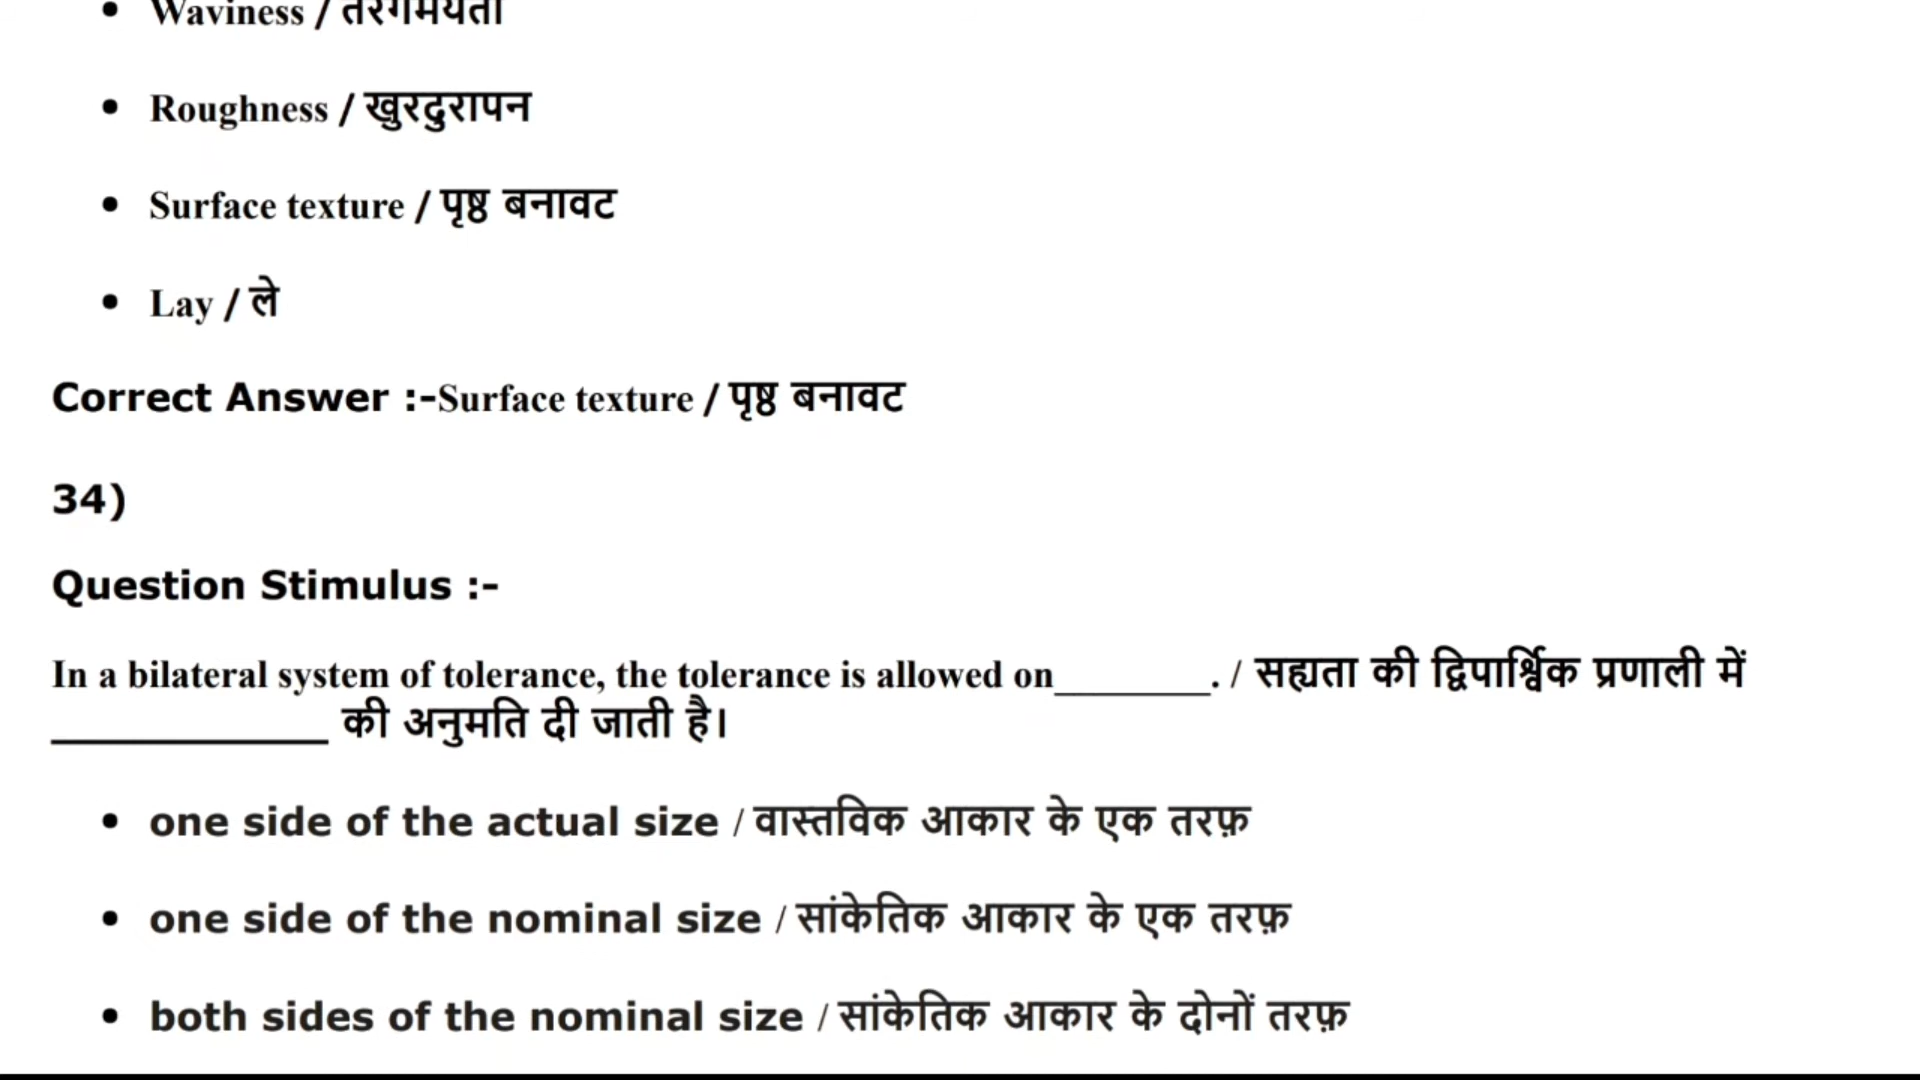 • Waviness / तरंगमयता
• Roughness / खुरदुरापन
• Surface texture / पृष्ठ बनावट
• Lay / ले
Correct Answer :-Surface texture / पृष्ठ बनावट
34)
Question Stimulus :-
In a bilateral system of tolerance, the tolerance is allowed on________. / सह्यता की द्विपार्श्विक प्रणाली में
____________ की अनुमति दी जाती है।
• one side of the actual size / वास्तविक आकार के एक तरफ़
• one side of the nominal size / सांकेतिक आकार के एक तरफ़
• both sides of the nominal size / सांकेतिक आकार के दोनों तरफ़